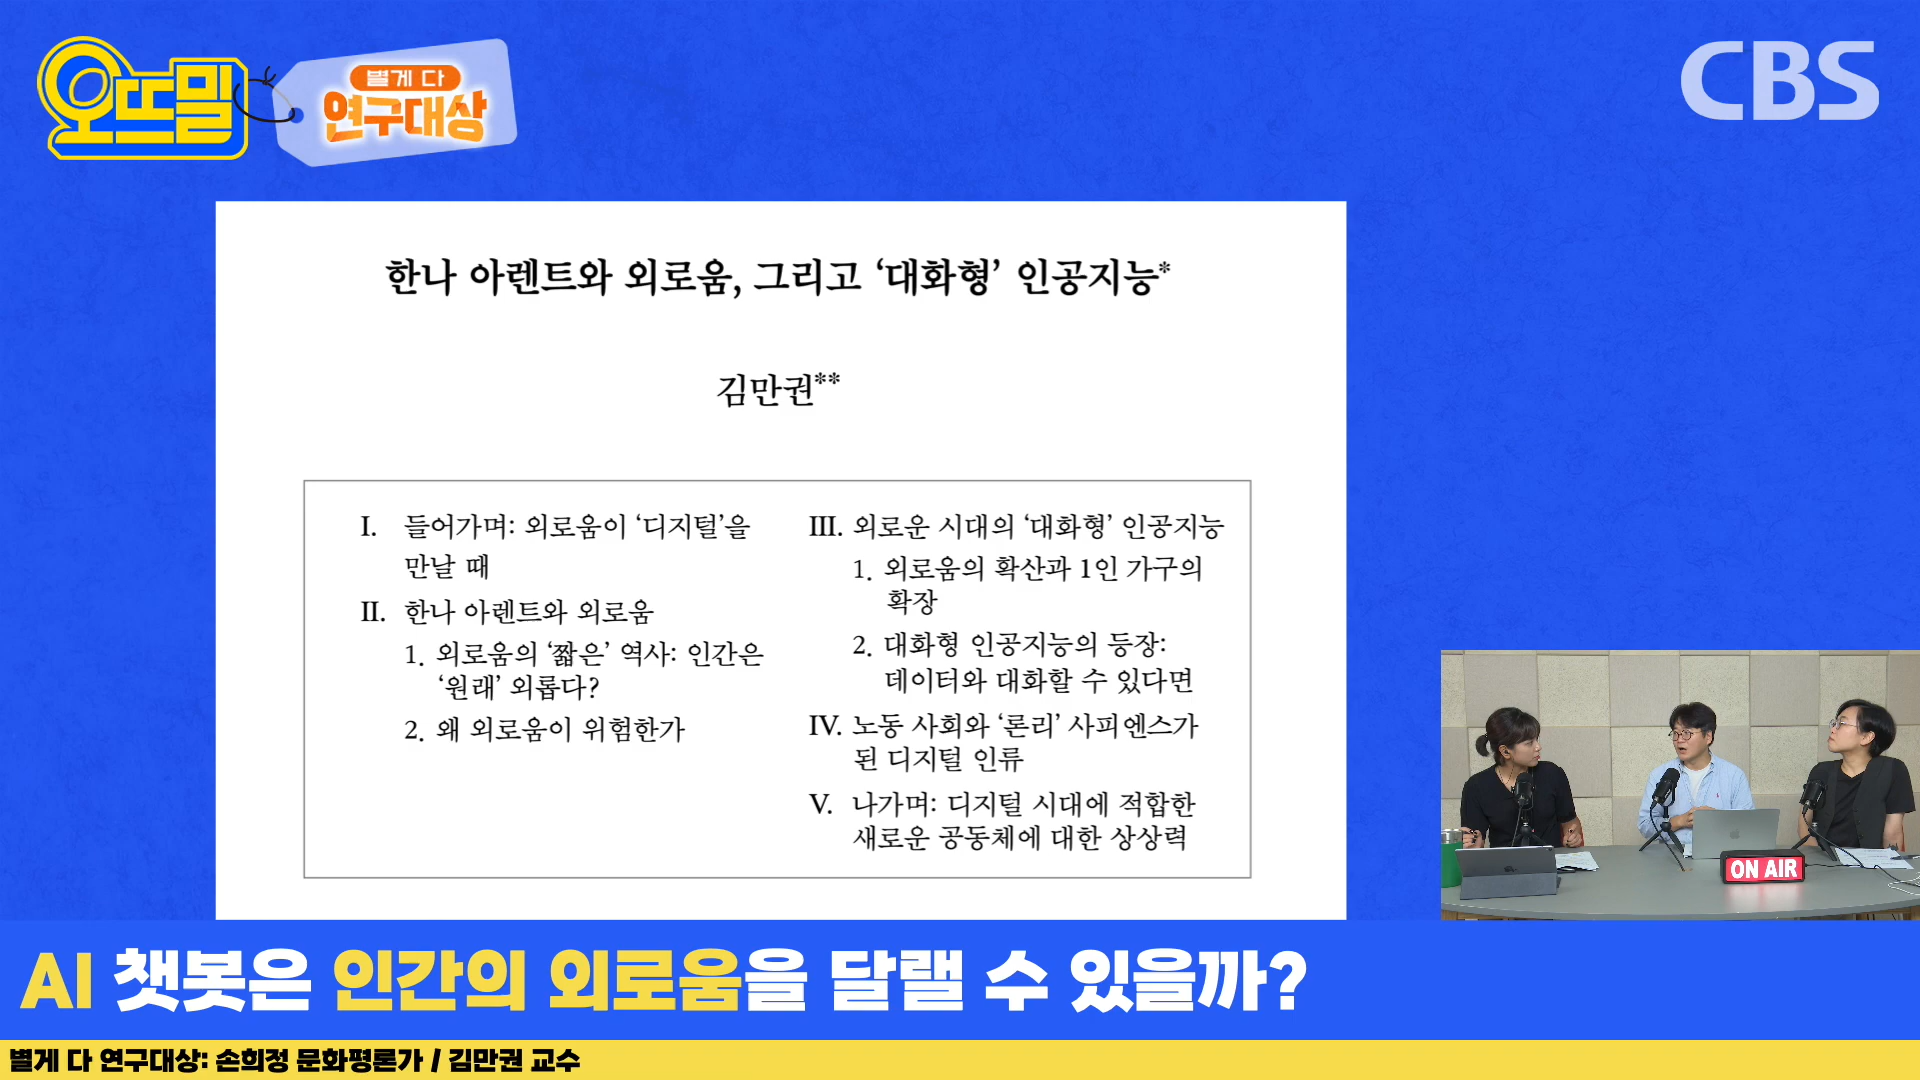 오뜨밀
별게 다
연구대상
CBS
한나 아렌트와 외로움, 그리고 ‘대화형’ 인공지능*
김만권**
I. 들어가며: 외로움이 ‘디지털’을
만날 때
II. 한나 아렌트와 외로움
1. 외로움의 ‘짧은’ 역사: 인간은
‘원래’ 외롭다?
2. 왜 외로움이 위험한가
III. 외로운 시대의 ‘대화형’ 인공지능
1. 외로움의 확산과 1인 가구의
확장
2. 대화형 인공지능의 등장:
데이터와 대화할 수 있다면
IV. 노동 사회와 ‘론리’ 사피엔스가
된 디지털 인류
V. 나가며: 디지털 시대에 적합한
새로운 공동체에 대한 상상력
ON AIR
AI 챗봇은 인간의 외로움을 달랠 수 있을까?
별게 다 연구대상: 손희정 문화평론가 / 김만권 교수